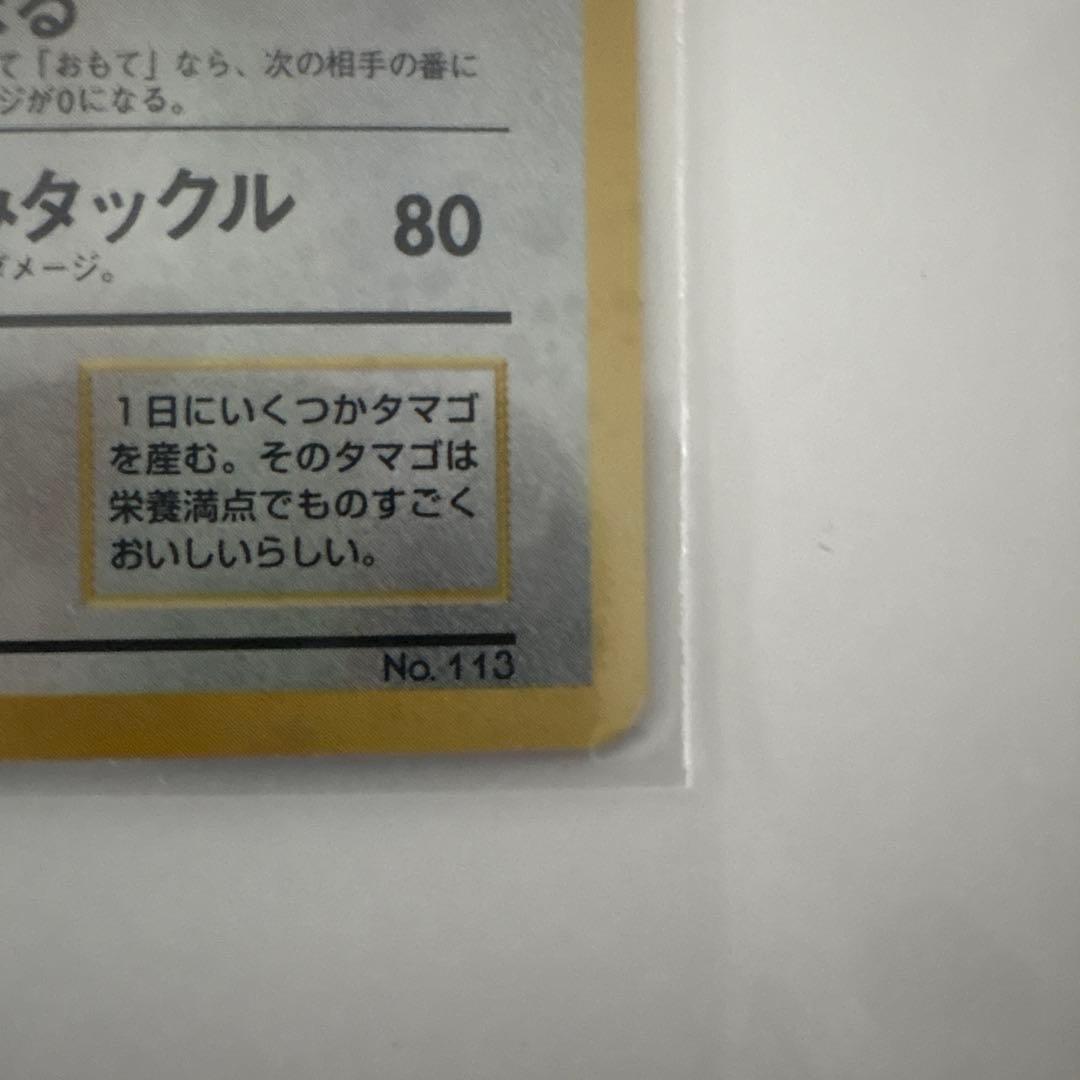 る
て「おもて」なら、次の相手の番に
ジが0になる。
みタックル 80
ダメージ。
1日にいくつかタマゴ
を産む。そのタマゴは
栄養満点でものすごく
おいしいらしい。
No. 113